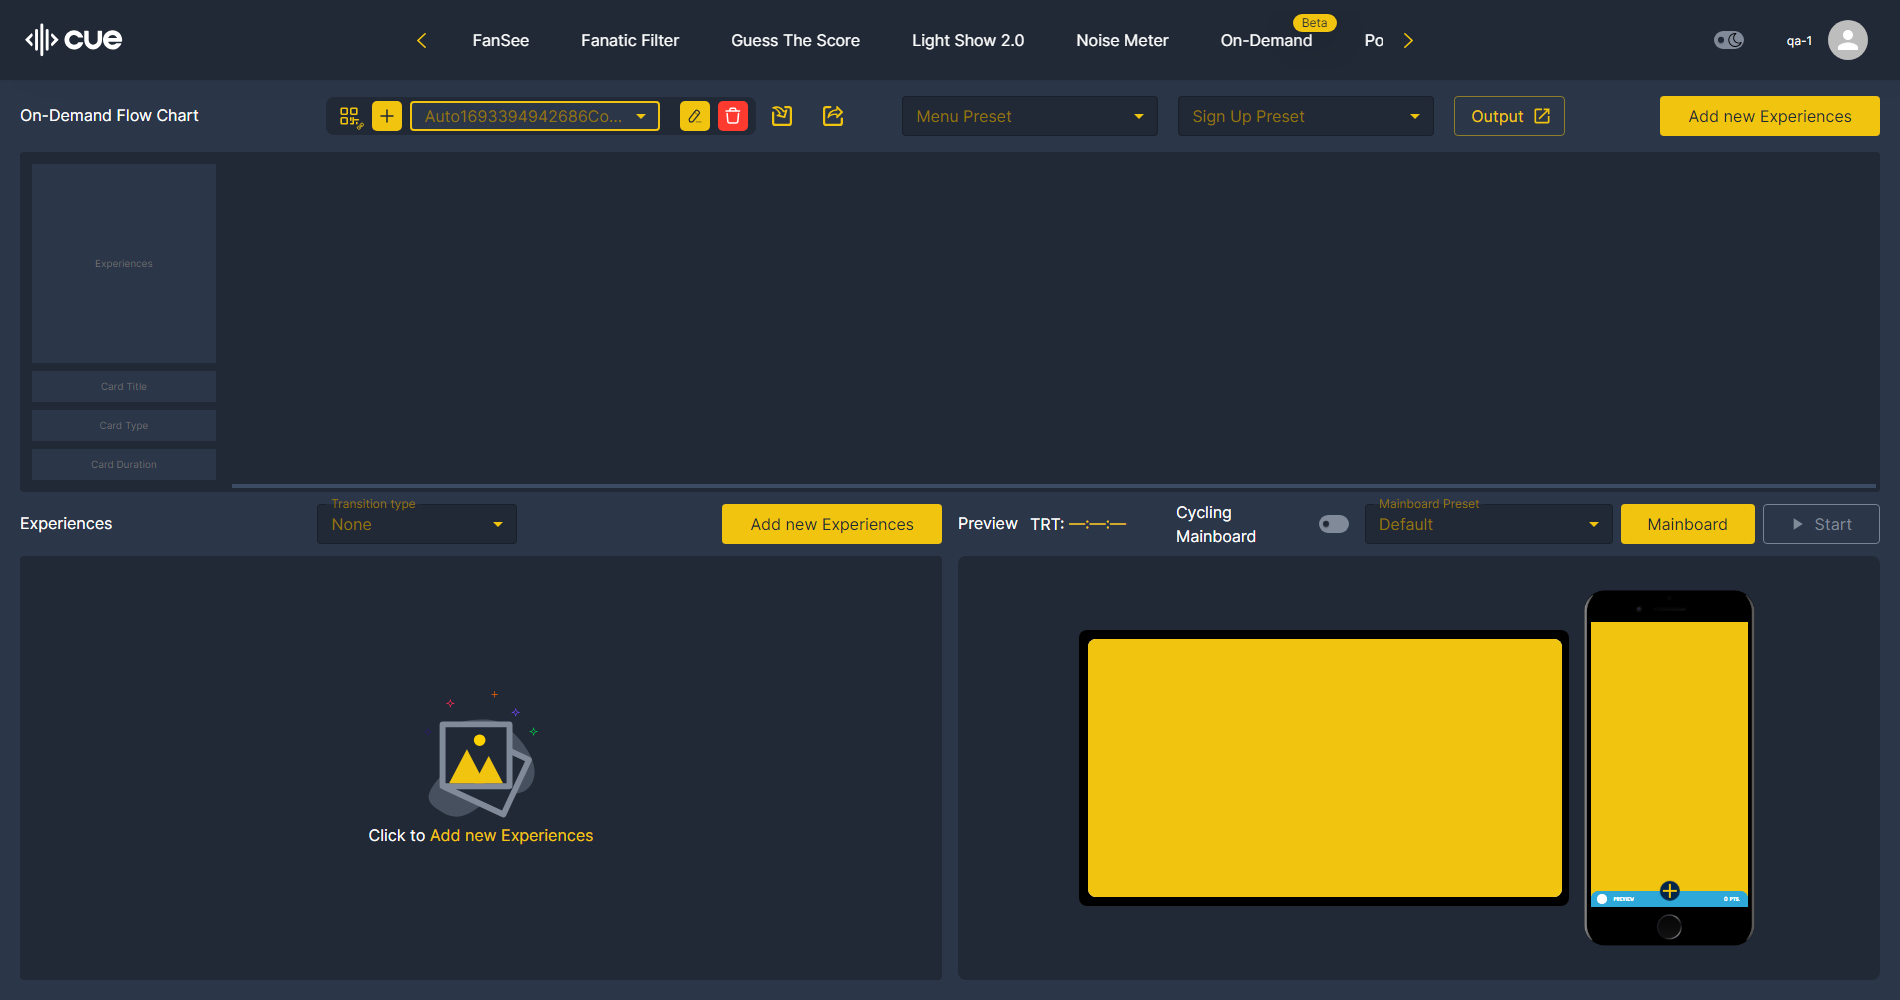 cue
FanSee
Fanatic Filter
Guess The Score
Light Show 2.0
Noise Meter
On-Demand
Beta
Po
qa-1
On-Demand Flow Chart
Auto1693394942686Co...
Menu Preset
Sign Up Preset
Output
Add new Experiences
Experiences
Card Title
Card Type
Card Duration
Experiences
Transition type
None
Add new Experiences
Preview
TRT: —:—:—
Cycling
Mainboard
Mainboard Preset
Default
Mainboard
Start
Click to Add new Experiences
PREVIEW
0 PTS.